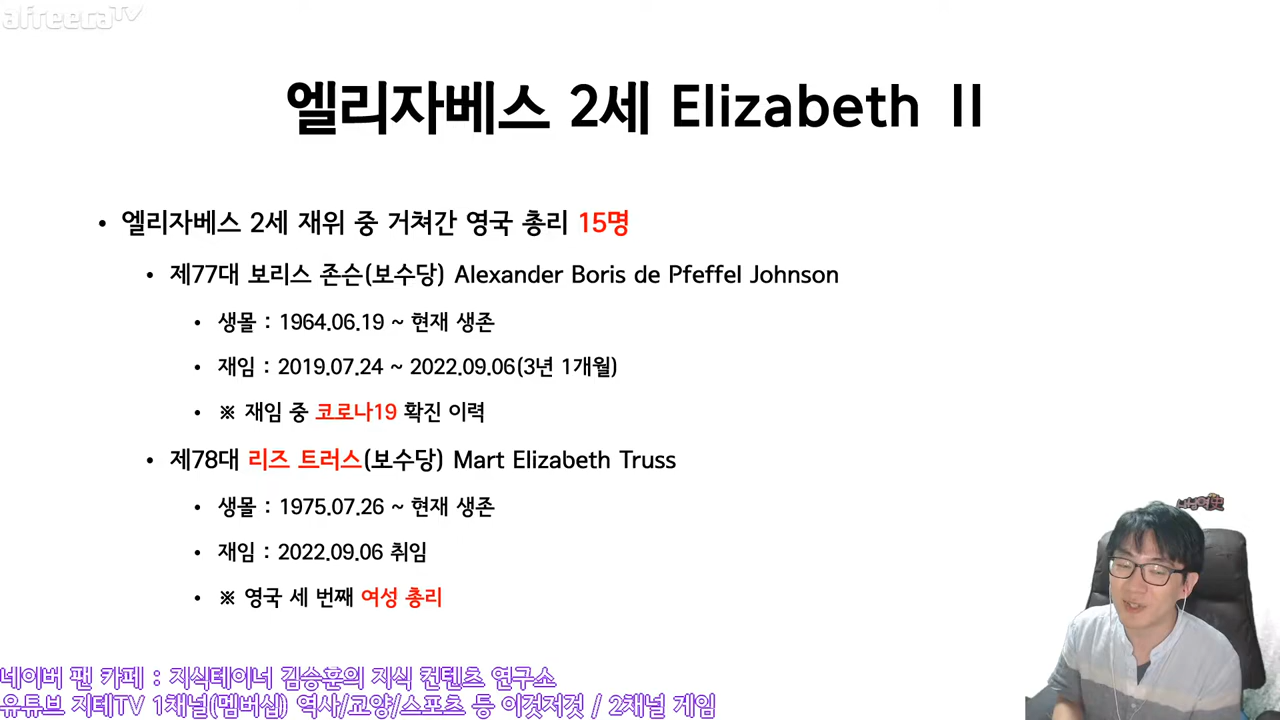 afreecaTV
엘리자베스 2세 Elizabeth II
• 엘리자베스 2세 재위 중 거쳐간 영국 총리 15명
• 제77대 보리스 존슨(보수당) Alexander Boris de Pfeffel Johnson
• 생몰 : 1964.06.19 ~ 현재 생존
• 재임 : 2019.07.24 ~ 2022.09.06(3년 1개월)
• ※ 재임 중 코로나19 확진 이력
• 제78대 리즈 트러스(보수당) Mart Elizabeth Truss
• 생몰 : 1975.07.26 ~ 현재 생존
• 재임 : 2022.09.06 취임
• ※ 영국 세 번째 여성 총리
네이버 팬 카페 : 지식테이너 김승훈의 지식 컨텐츠 연구소
유튜브 지테TV 1채널(멤버십) 역사/교양/스포츠 등 이것저것 / 2채널 게임